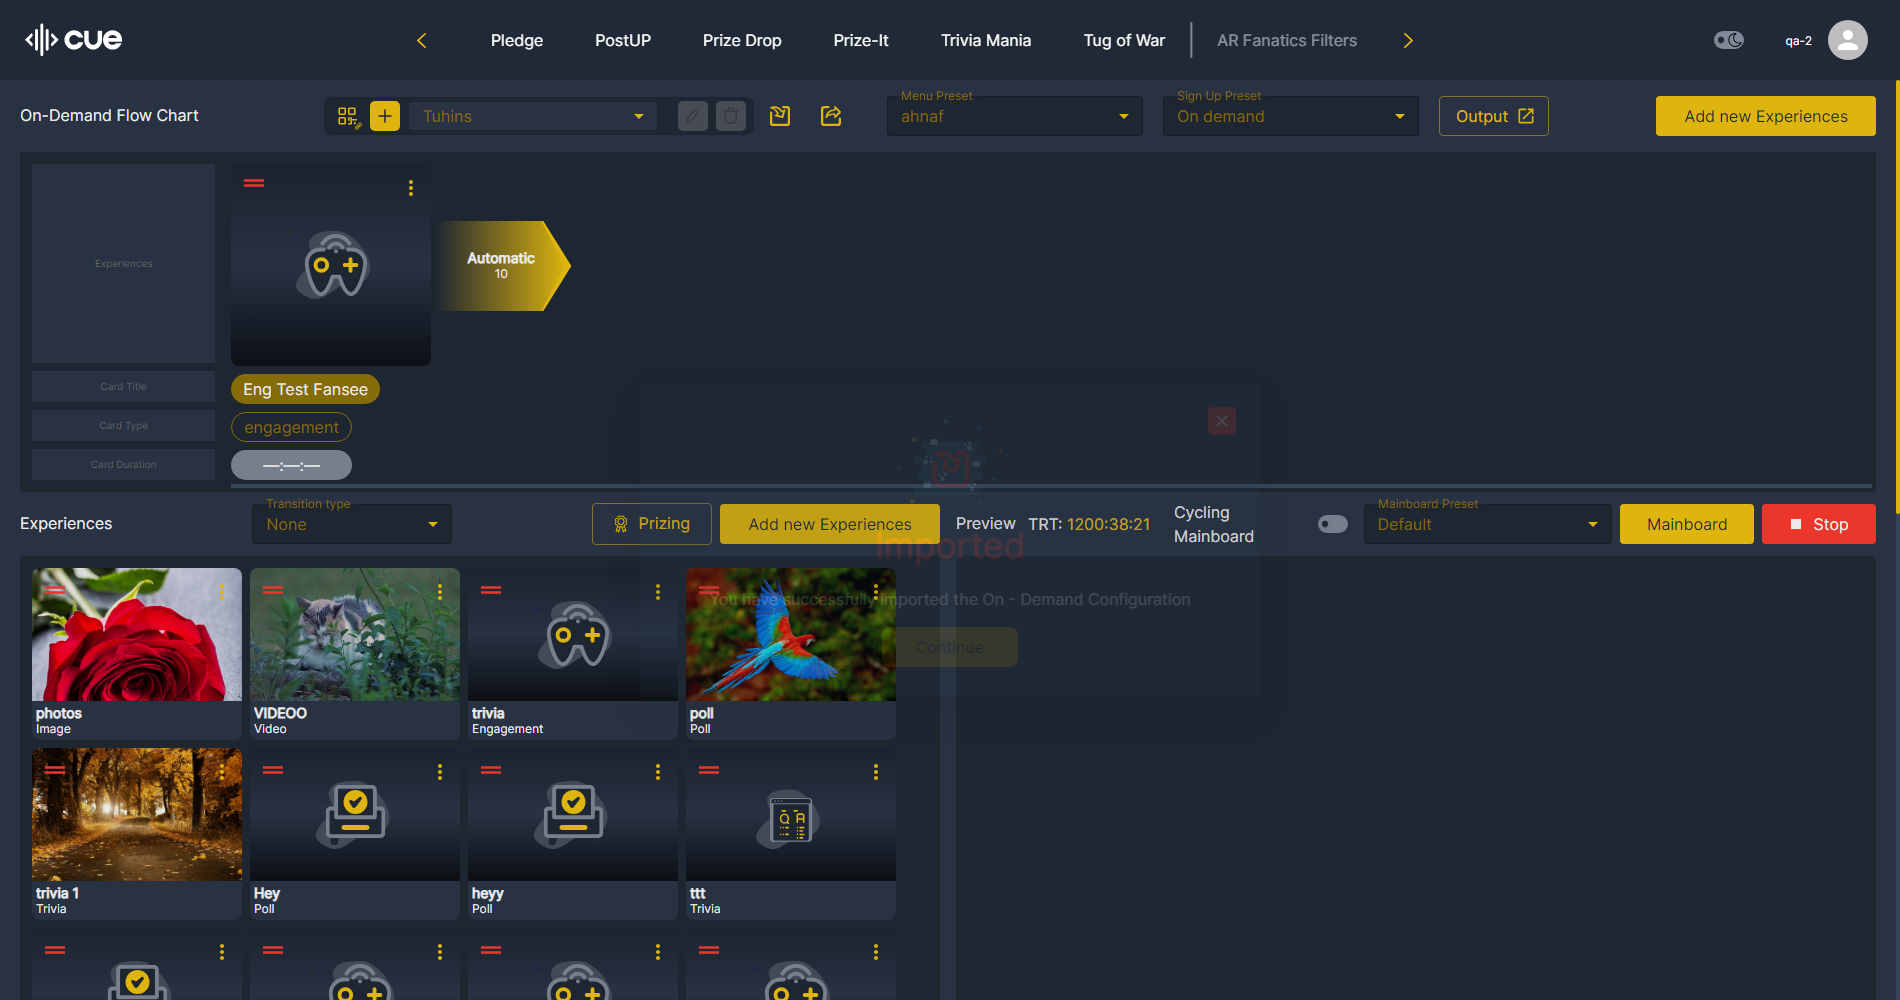 cue
Pledge
PostUP
Prize Drop
Prize-It
Trivia Mania
Tug of War
AR Fanatics Filters
qa-2
On-Demand Flow Chart
Tuhins
Menu Preset
ahnaf
Sign Up Preset
On demand
Output
Add new Experiences
Experiences
Automatic
10
Card Title
Eng Test Fansee
Card Type
engagement
Card Duration
—:—:—
Experiences
Transition type
None
Prizing
Add new Experiences
Preview
TRT: 1200:38:21
Cycling
Mainboard
Mainboard Preset
Default
Mainboard
Stop
Imported
You have successfully imported the On - Demand Configuration
Continue
photos
Image
VIDEOO
Video
trivia
Engagement
poll
Poll
trivia 1
Trivia
Hey
Poll
heyy
Poll
Q A
ttt
Trivia